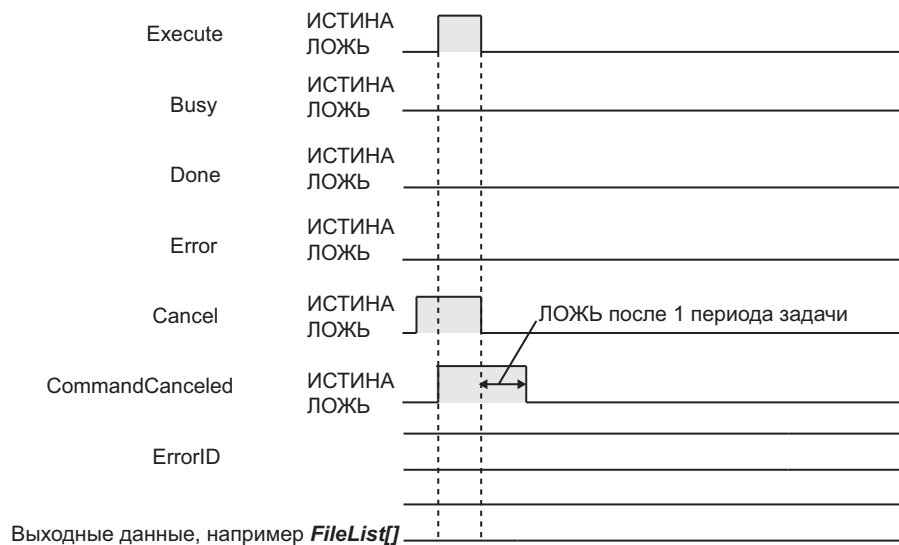 Execute
ИСТИНА
ЛОЖЬ
Busy
ИСТИНА
ЛОЖЬ
Done
ИСТИНА
ЛОЖЬ
Error
ИСТИНА
ЛОЖЬ
Cancel
ИСТИНА
ЛОЖЬ
ЛОЖЬ после 1 периода задачи
CommandCanceled
ИСТИНА
ЛОЖЬ
ErrorID
Выходные данные, например FileList[]